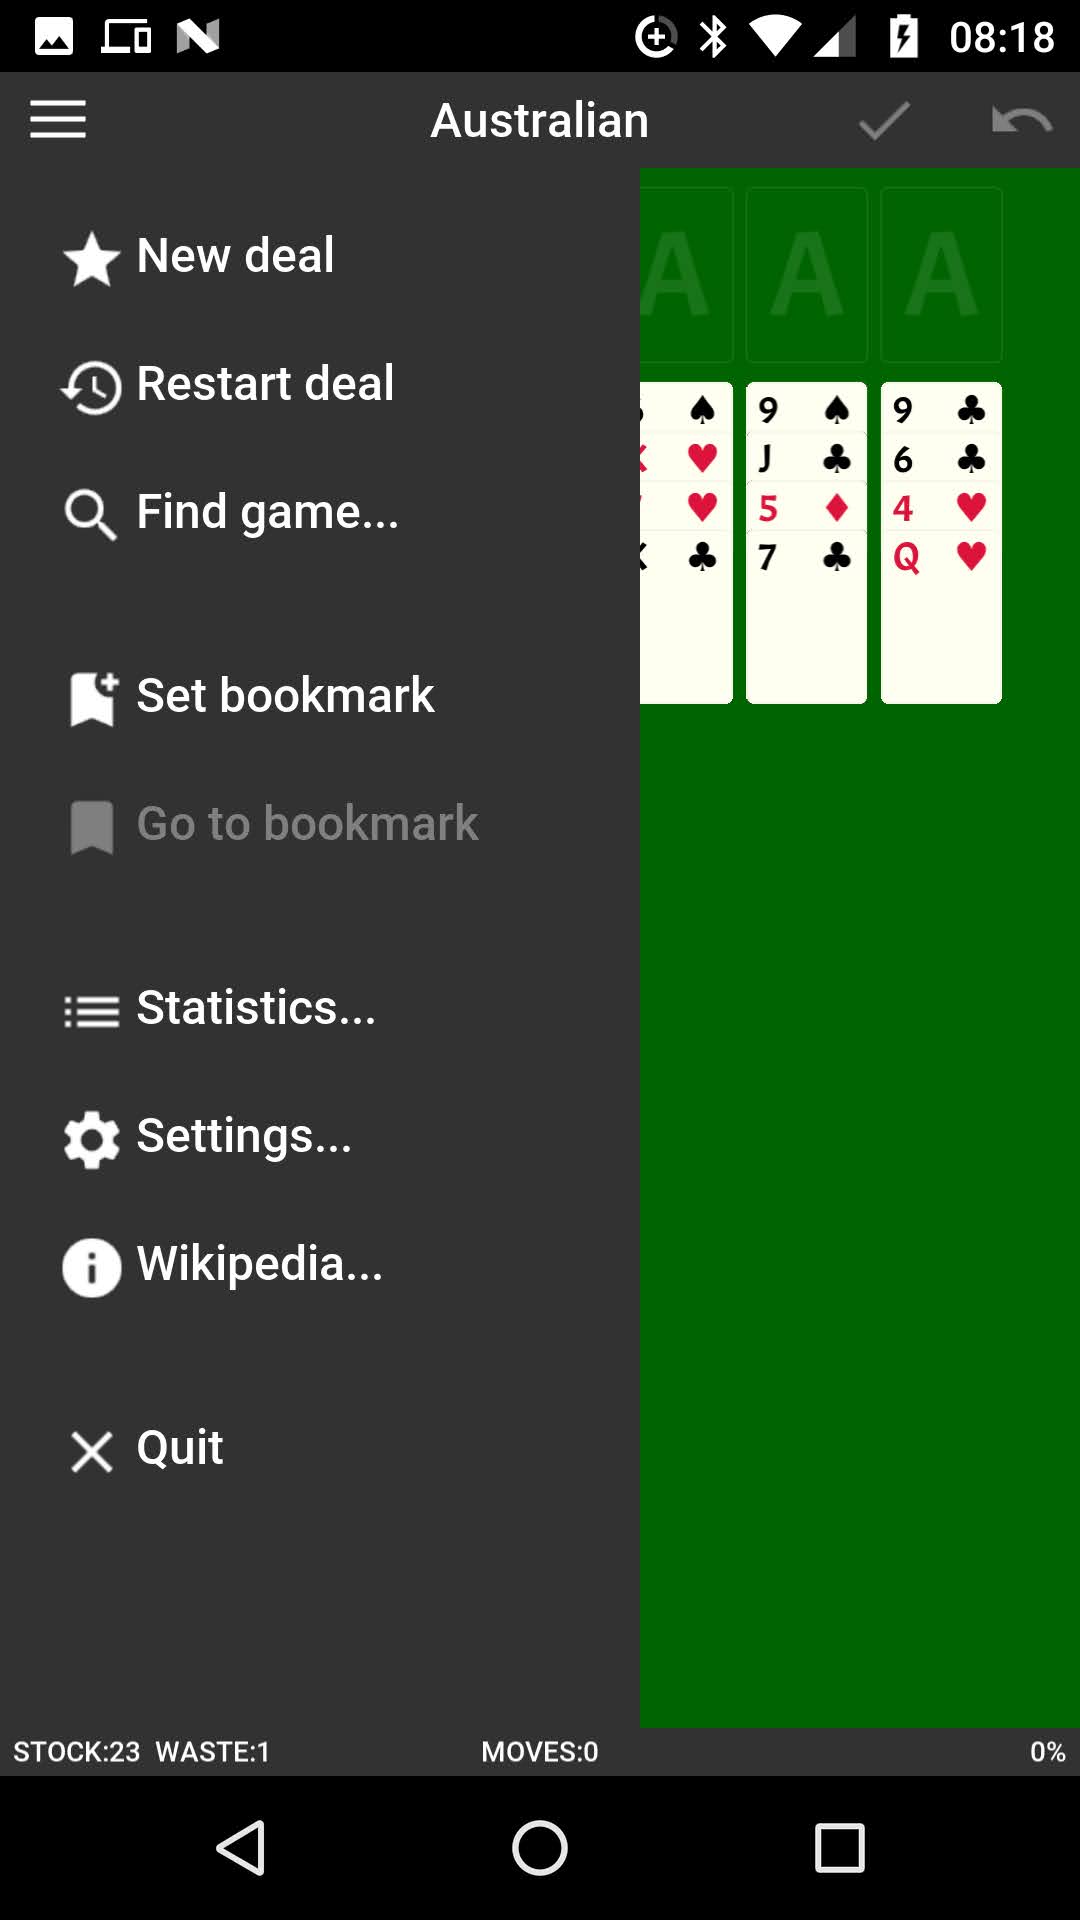 08:18
Australian
New deal
A A A
9 9
Restart deal
J 6
Find game...
5 4
7 Q
Set bookmark
Go to bookmark
Statistics...
Settings...
Wikipedia...
Quit
STOCK:23 WASTE:1 MOVES:0 0%